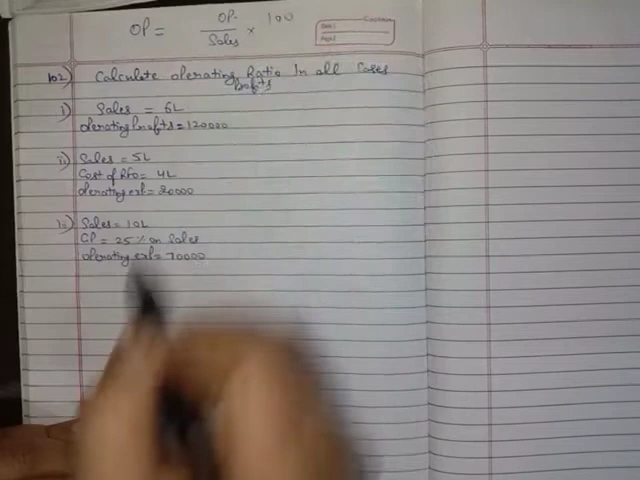 OP = OP. / Sales × 100
102) Calculate Operating Ratio In all Cases
Profits
i) Sales = 6L
Operating Profits = 120000
ii) Sales = 5L
Cost of RFO = 4L
Operating exp = 20000
iii) Sales = 10L
GP = 25% on Sales
Operating exp = 70000